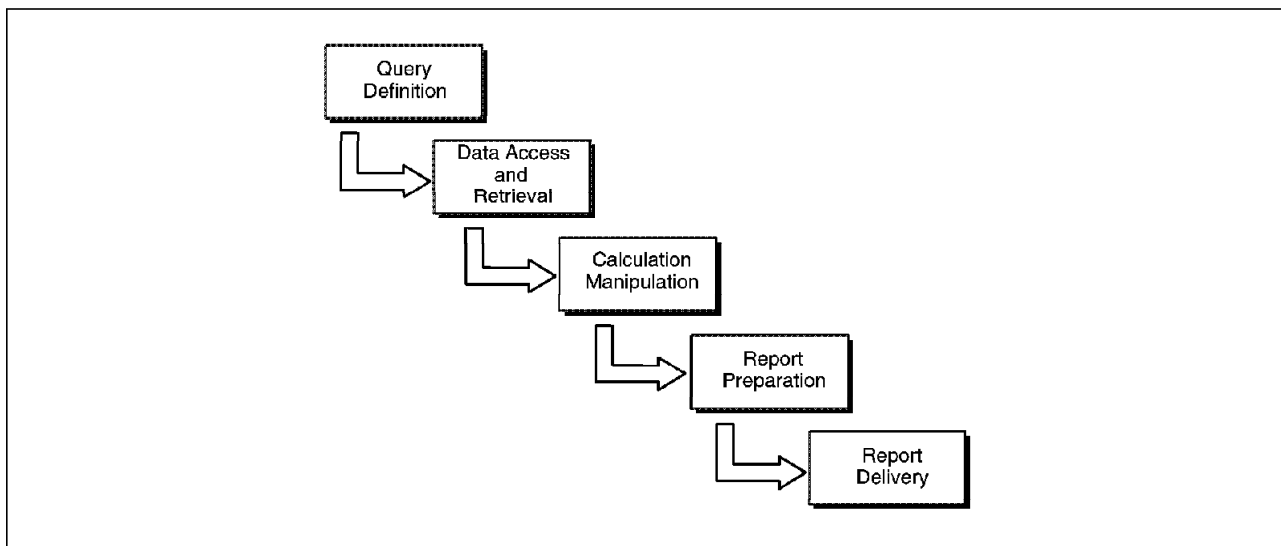 Query
Definition
Data Access
and
Retrieval
Calculation
Manipulation
Report
Preparation
Report
Delivery